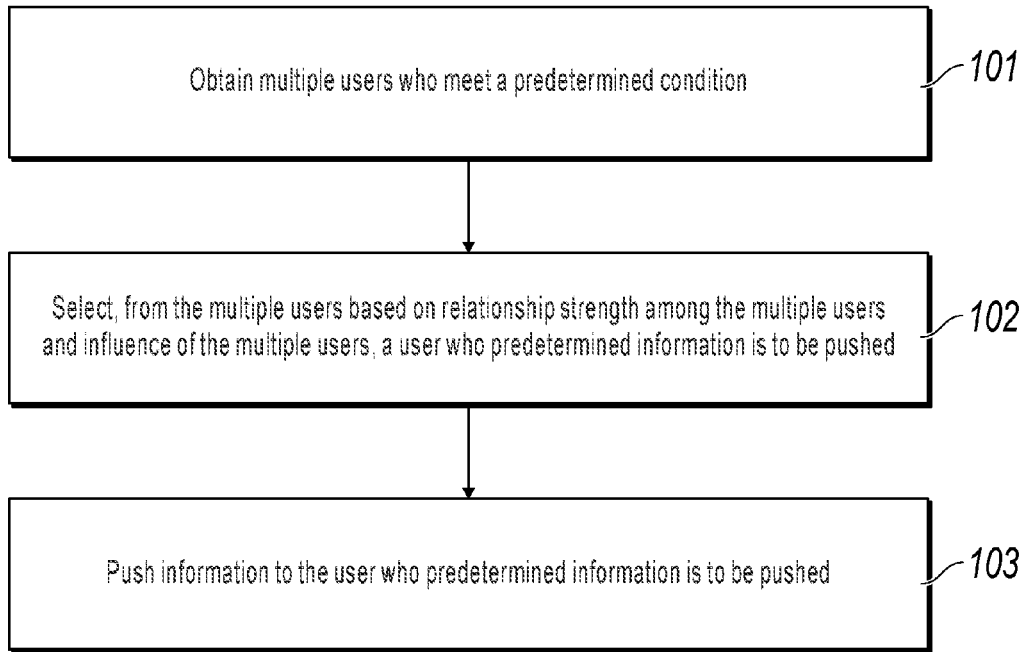 Obtain multiple users who meet a predetermined condition
101
Select, from the multiple users based on relationship strength among the multiple users
and influence of the multiple users, a user who predetermined information is to be pushed
102
Push information to the user who predetermined information is to be pushed
103